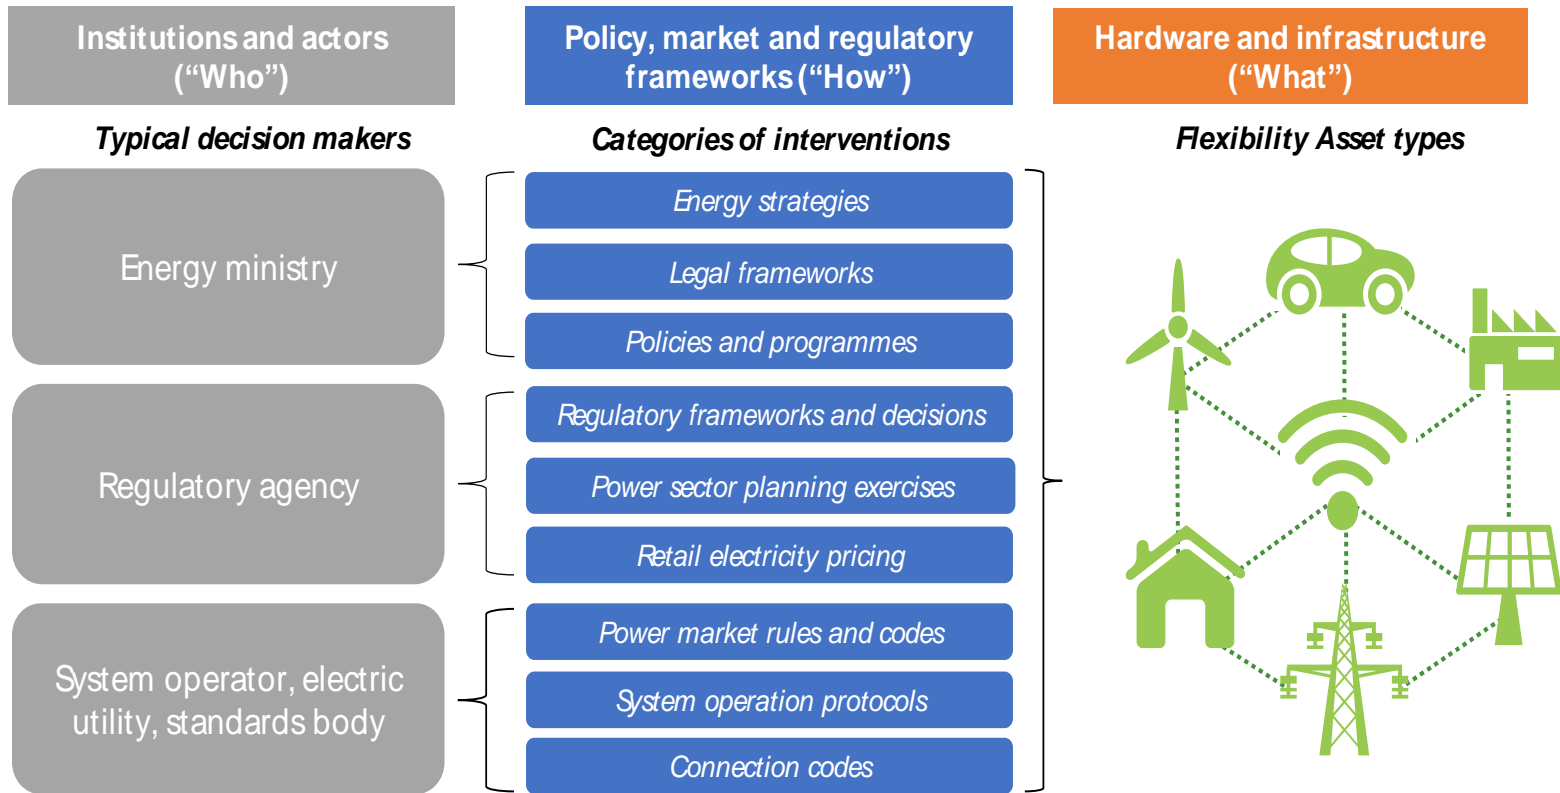 Institutions and actors
(“Who”)
Policy, market and regulatory
frameworks (“How”)
Hardware and infrastructure
(“What”)
Typical decision makers
Categories of interventions
Flexibility Asset types
Energy ministry
Energy strategies
Legal frameworks
Policies and programmes
Regulatory agency
Regulatory frameworks and decisions
Power sector planning exercises
Retail electricity pricing
System operator, electric
utility, standards body
Power market rules and codes
System operation protocols
Connection codes